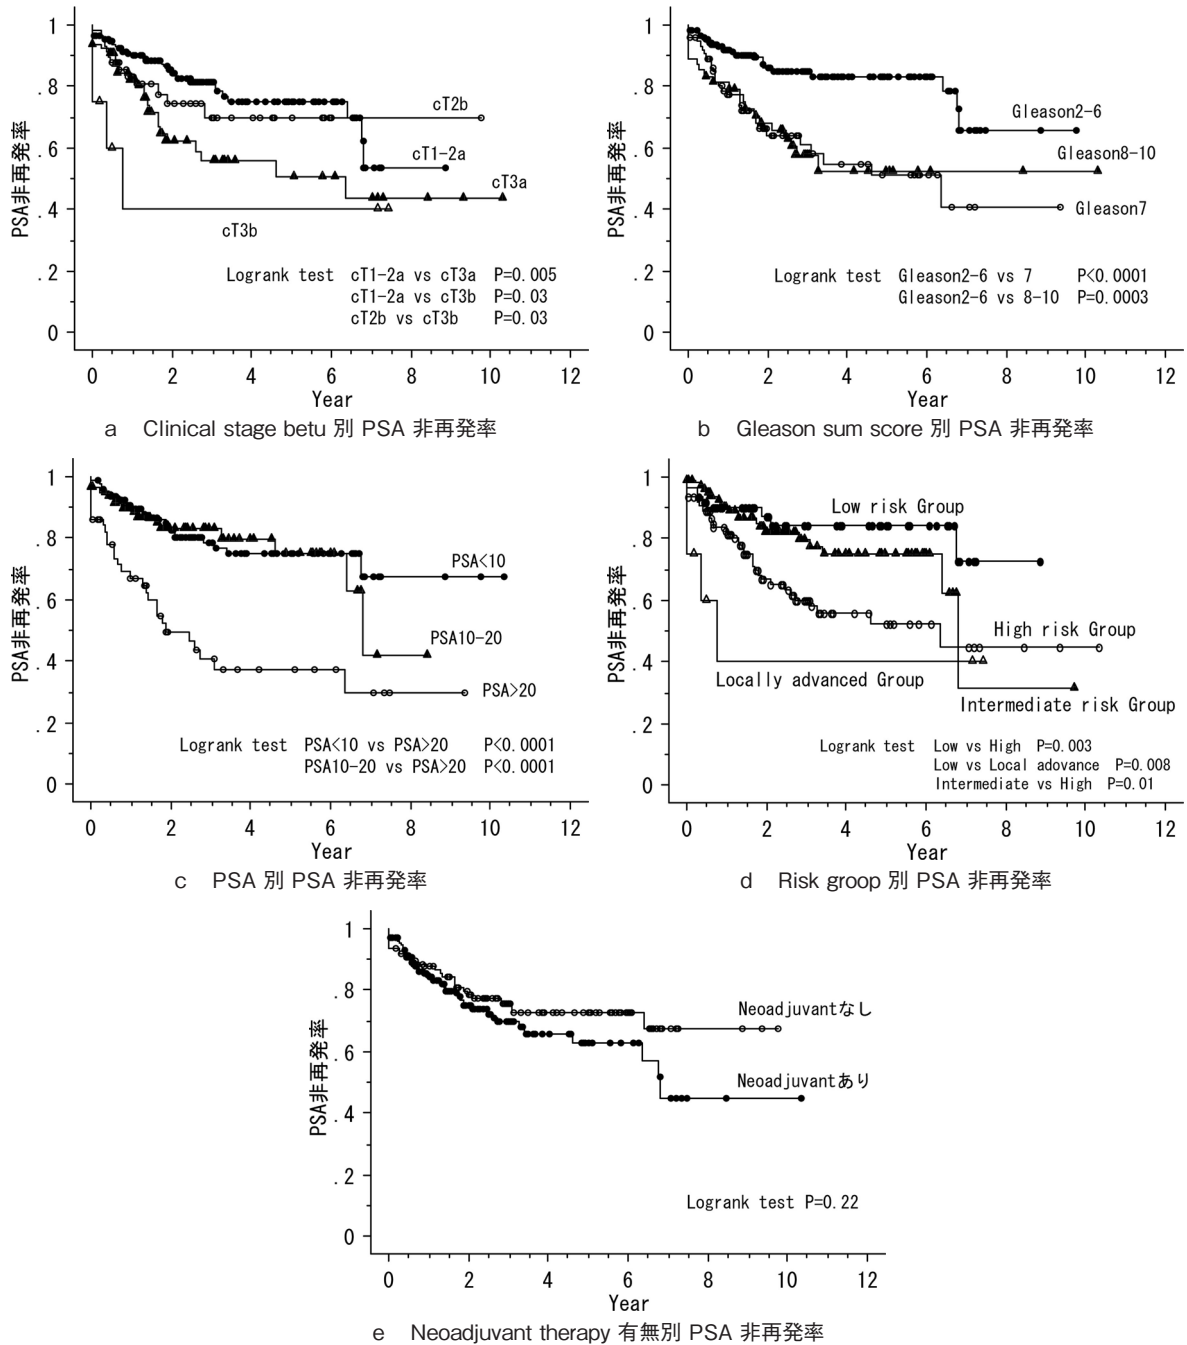 1
.8
.6
.4
.2
0
PSA非再発率
cT2b
cT1-2a
cT3a
cT3b
Logrank test cT1-2a vs cT3a P=0.005
cT1-2a vs cT3b P=0.03
cT2b vs cT3b P=0.03
0 2 4 6 8 10 12
Year
a Clinical stage betu 別 PSA 非再発率
1
.8
.6
.4
.2
0
PSA非再発率
Gleason2-6
Gleason8-10
Gleason7
Logrank test Gleason2-6 vs 7 P<0.0001
Gleason2-6 vs 8-10 P=0.0003
0 2 4 6 8 10 12
Year
b Gleason sum score 別 PSA 非再発率
1
.8
.6
.4
.2
0
PSA非再発率
PSA<10
PSA10-20
PSA>20
Logrank test PSA<10 vs PSA>20 P<0.0001
PSA10-20 vs PSA>20 P<0.0001
0 2 4 6 8 10 12
Year
c PSA 別 PSA 非再発率
1
.8
.6
.4
.2
0
PSA非再発率
Low risk Group
High risk Group
Locally advanced Group
Intermediate risk Group
Logrank test Low vs High P=0.003
Low vs Local adovance P=0.008
Intermediate vs High P=0.01
0 2 4 6 8 10 12
Year
d Risk groop 別 PSA 非再発率
1
.8
.6
.4
.2
0
PSA非再発率
Neoadjuvantなし
Neoadjuvantあり
Logrank test P=0.22
0 2 4 6 8 10 12
Year
e Neoadjuvant therapy 有無別 PSA 非再発率